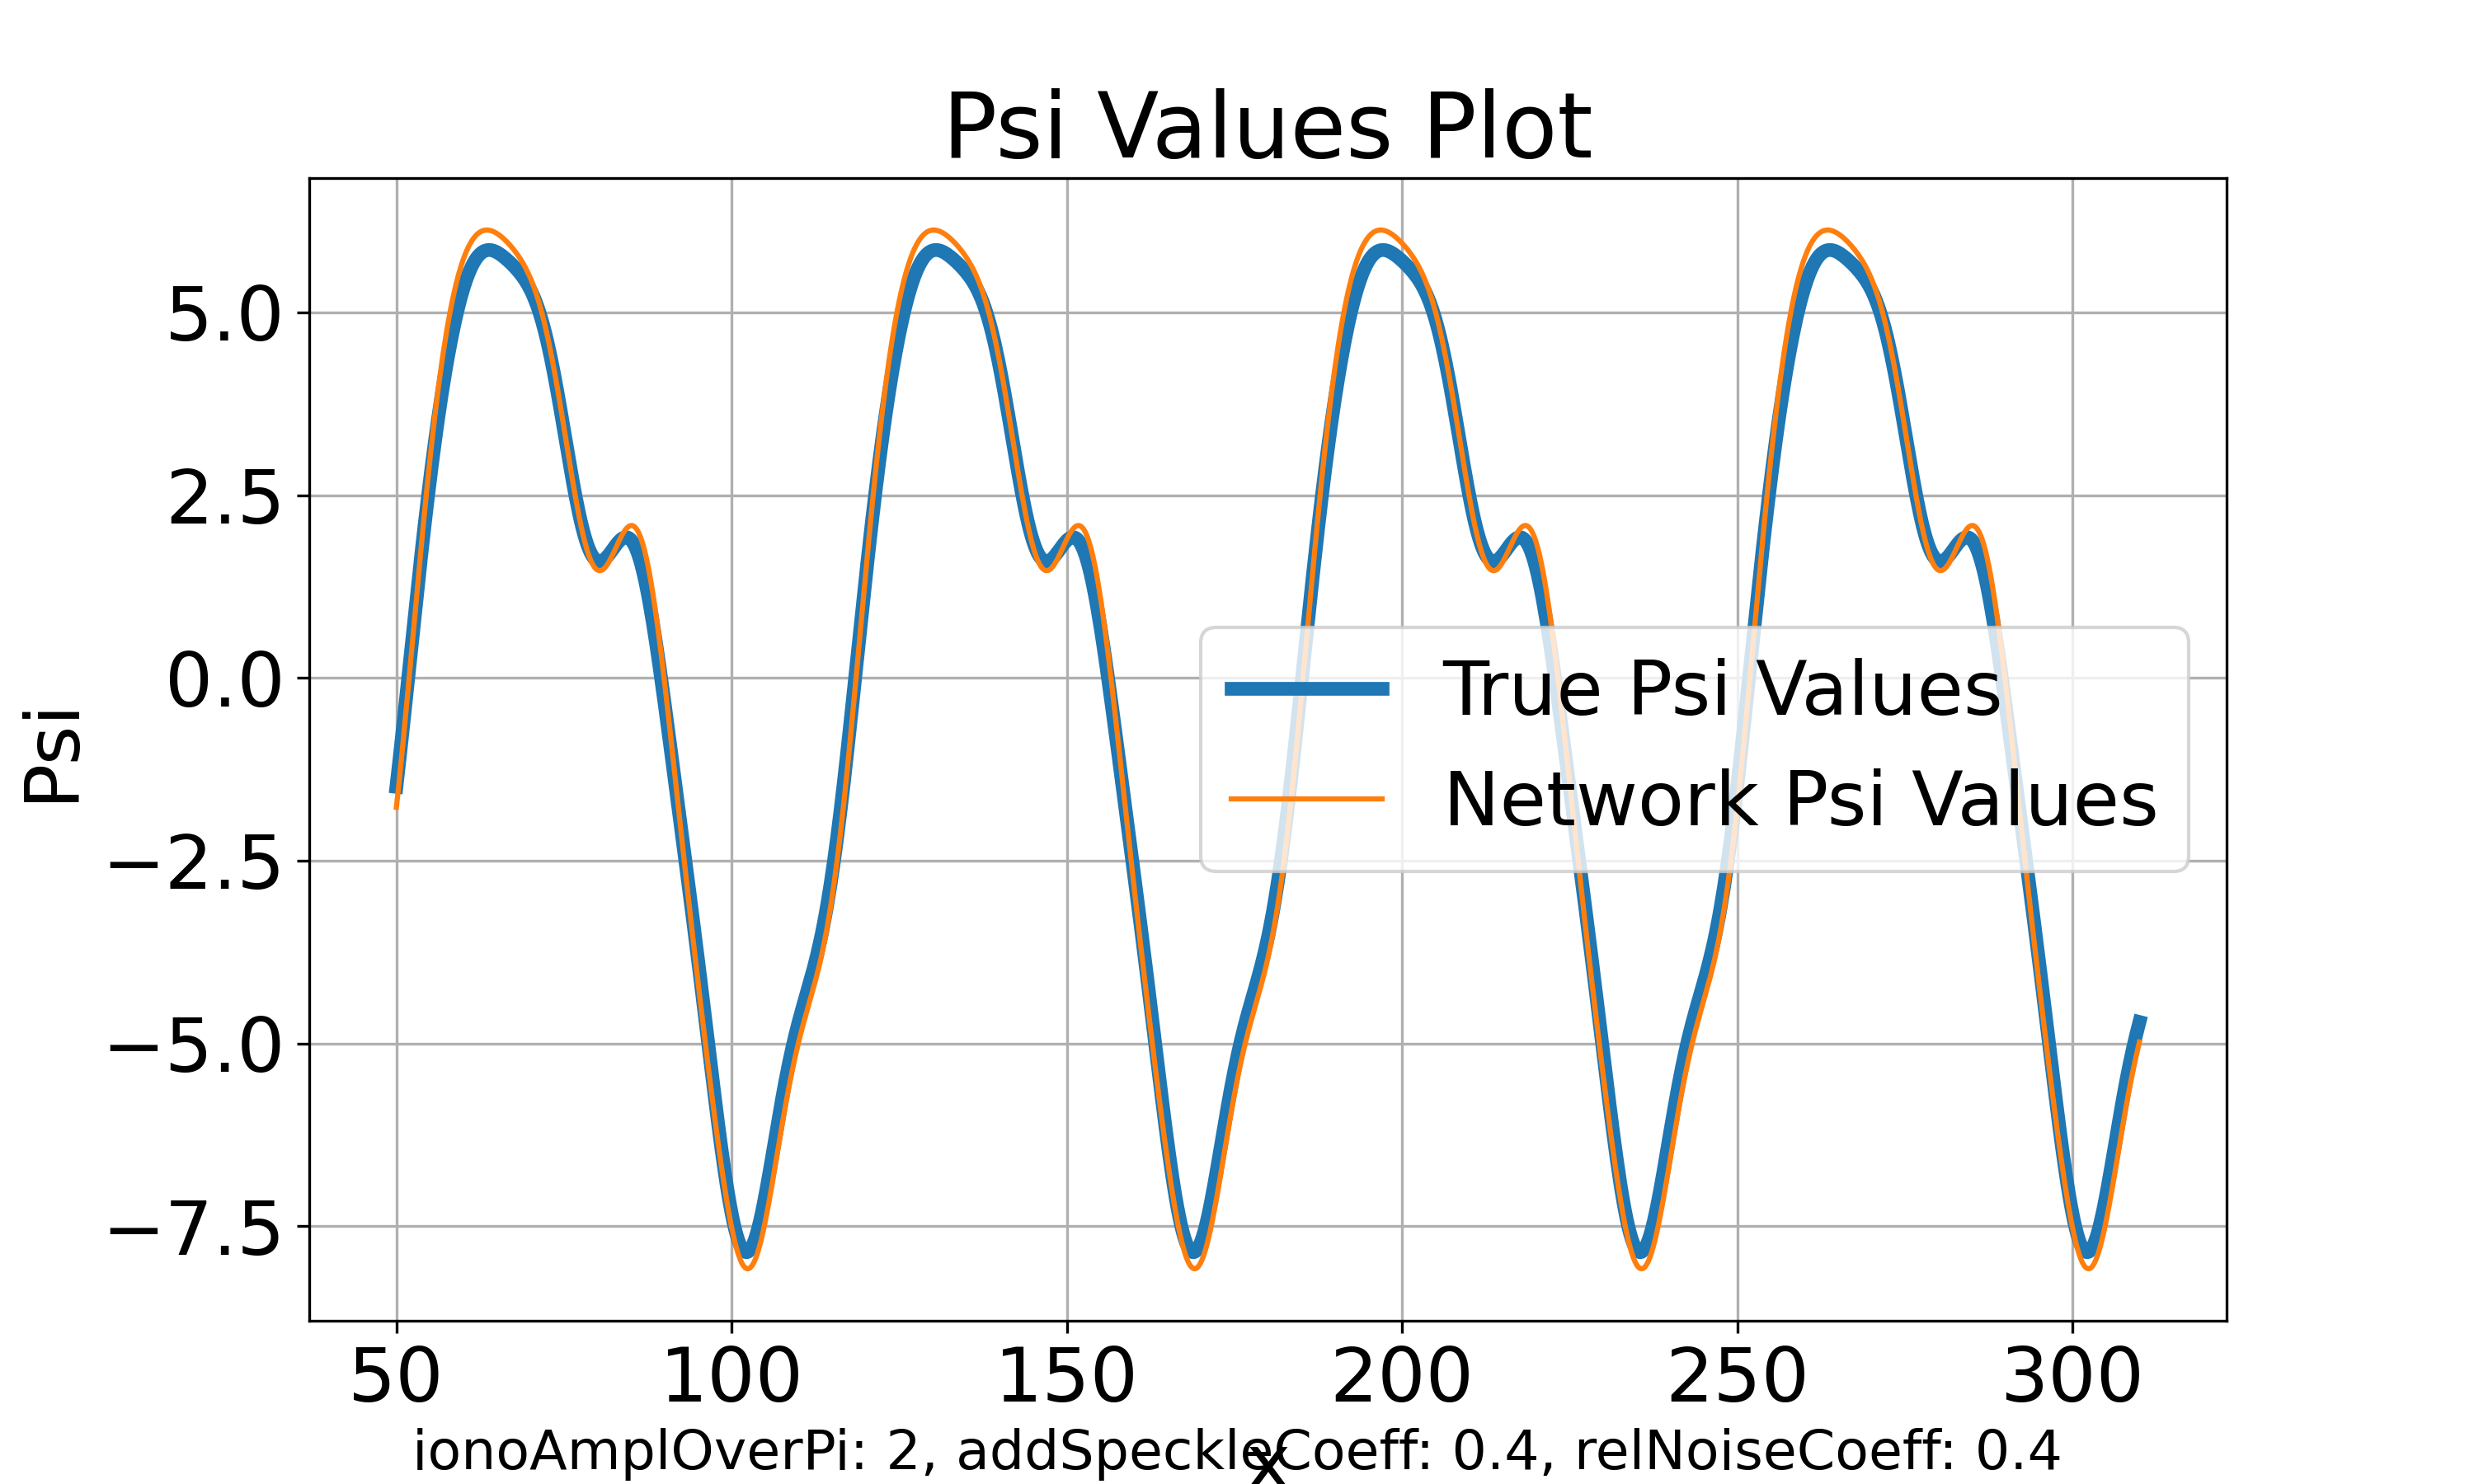 Psi Values Plot
Psi
5.0
2.5
0.0
−2.5
−5.0
−7.5
True Psi Values
Network Psi Values
50 100 150 200 250 300
ionoAmplOverPi: 2, addSpeckleCoeff: 0.4, relNoiseCoeff: 0.4
x